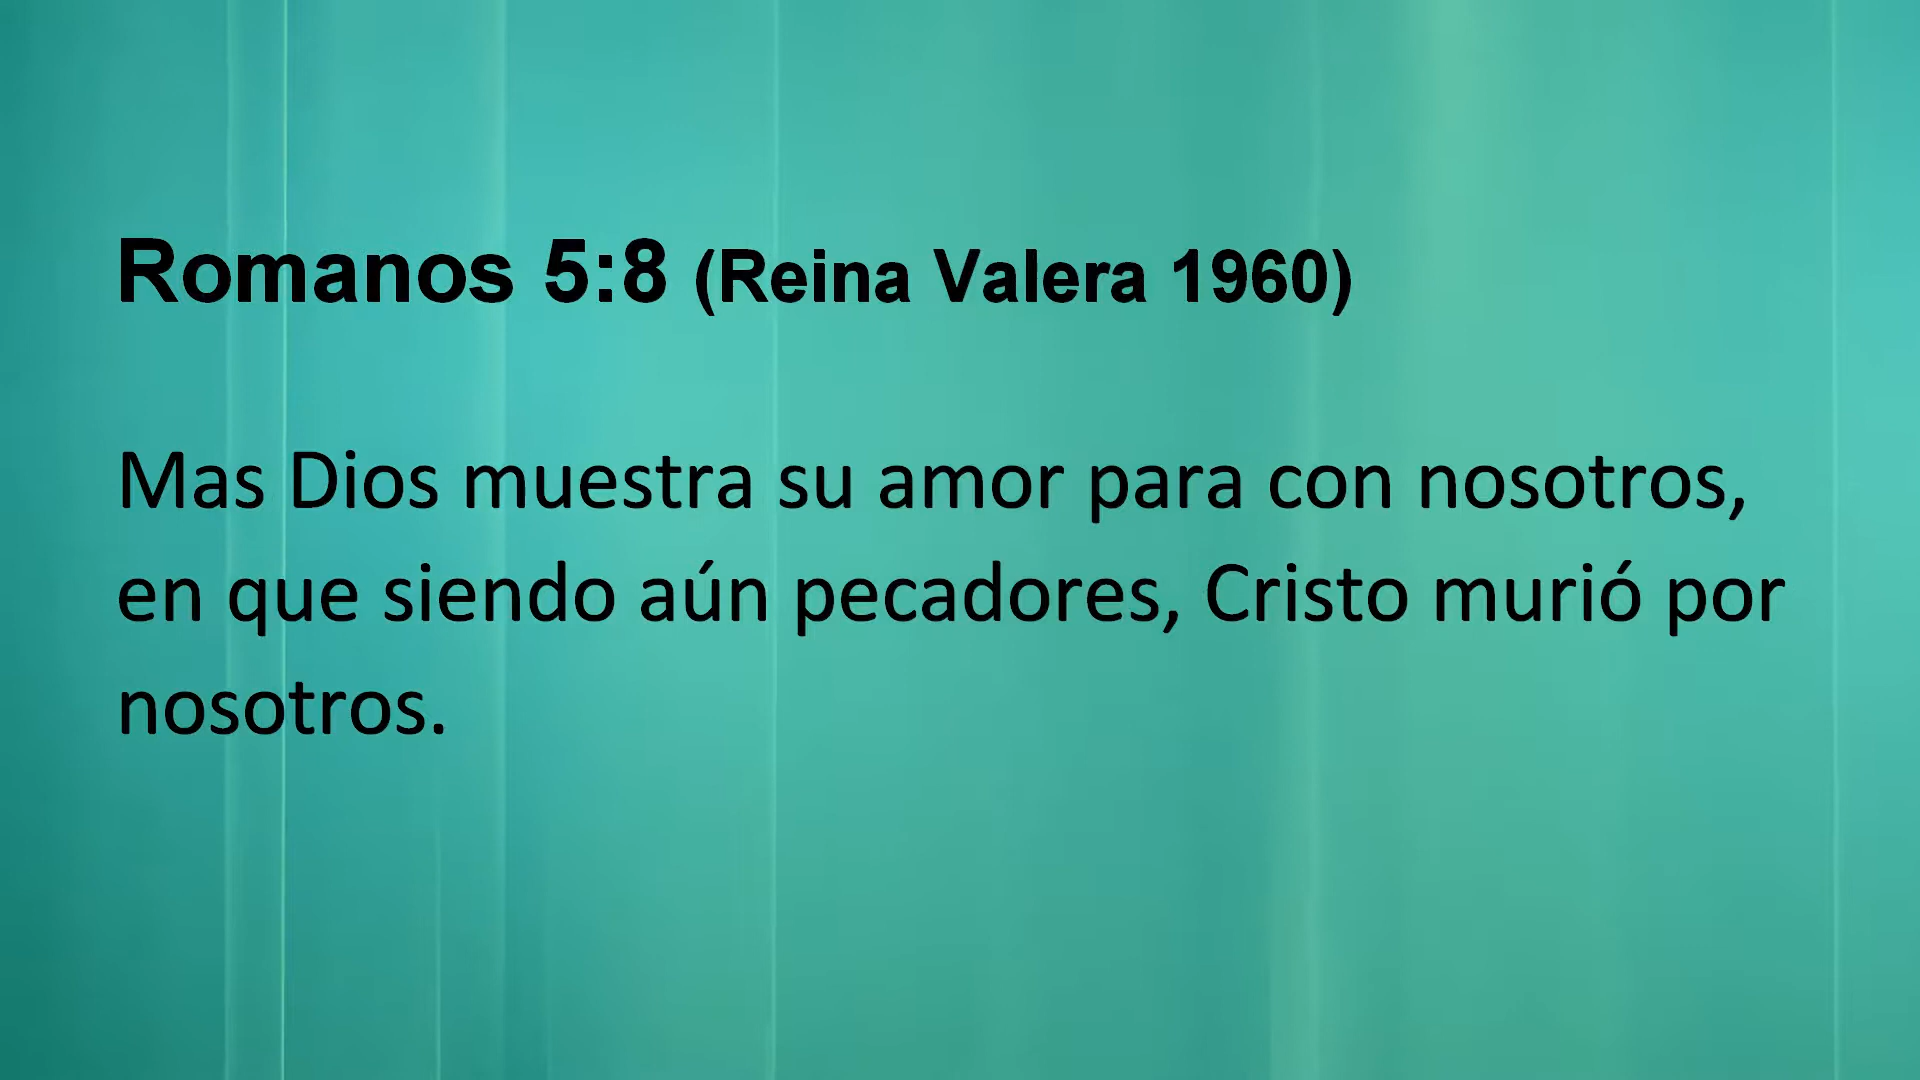 Romanos 5:8 (Reina Valera 1960)
Mas Dios muestra su amor para con nosotros,
en que siendo aún pecadores, Cristo murió por
nosotros.